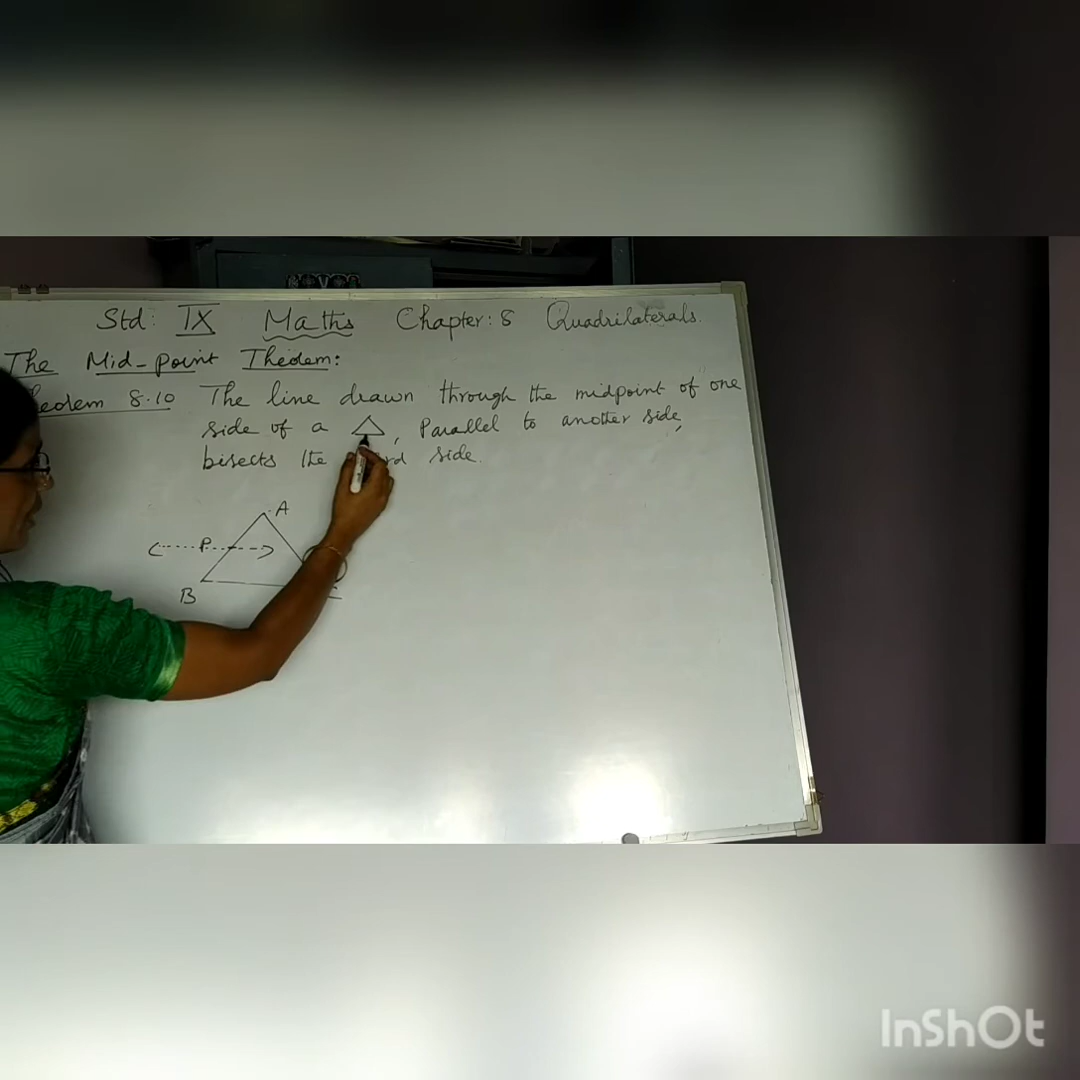 Std: IX Maths Chapter: 8 Quadrilaterals.
The Mid-point Theorem:
8.10 The line drawn through the midpoint of one
side of a △, Parallel to another side,
bisects the side.
A
P
B
InShOt